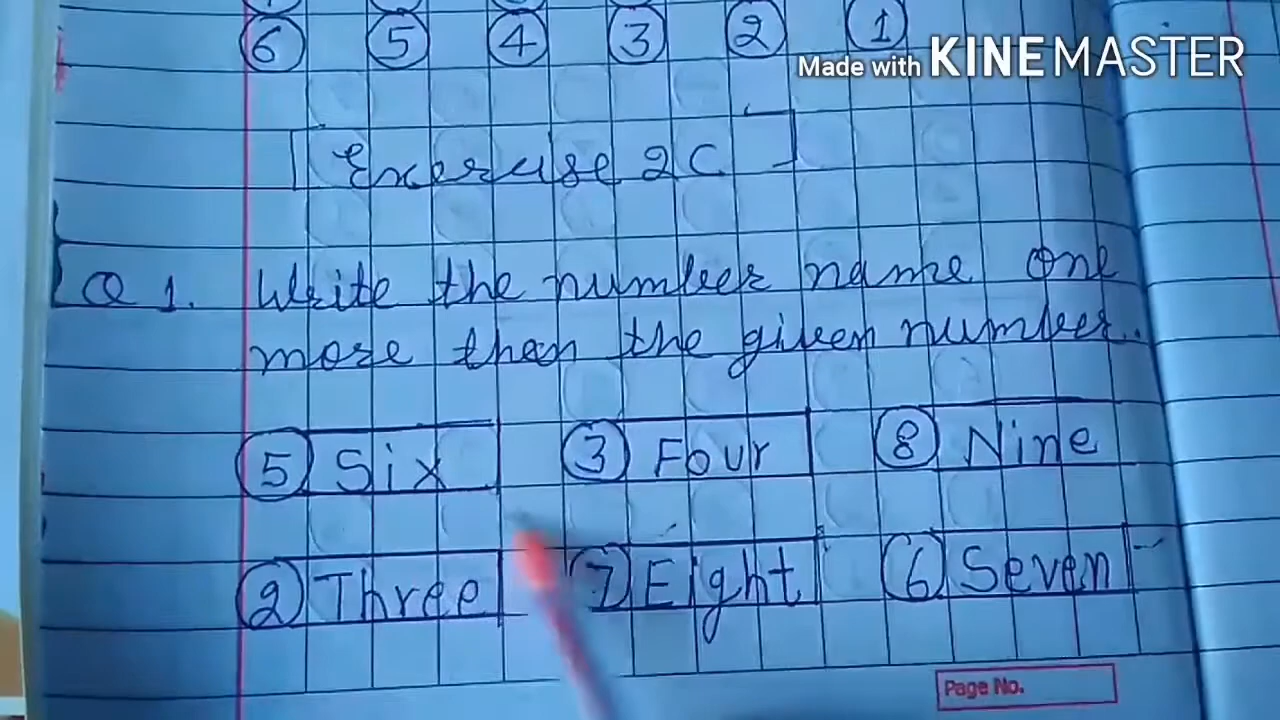 6 5 4 3 2 1
Made with KINEMASTER
Exercise 2C
Q 1. Write the number name one
more than the given number.
5 Six 3 Four 8 Nine
2 Three 7 Eight 6 Seven
Page No.